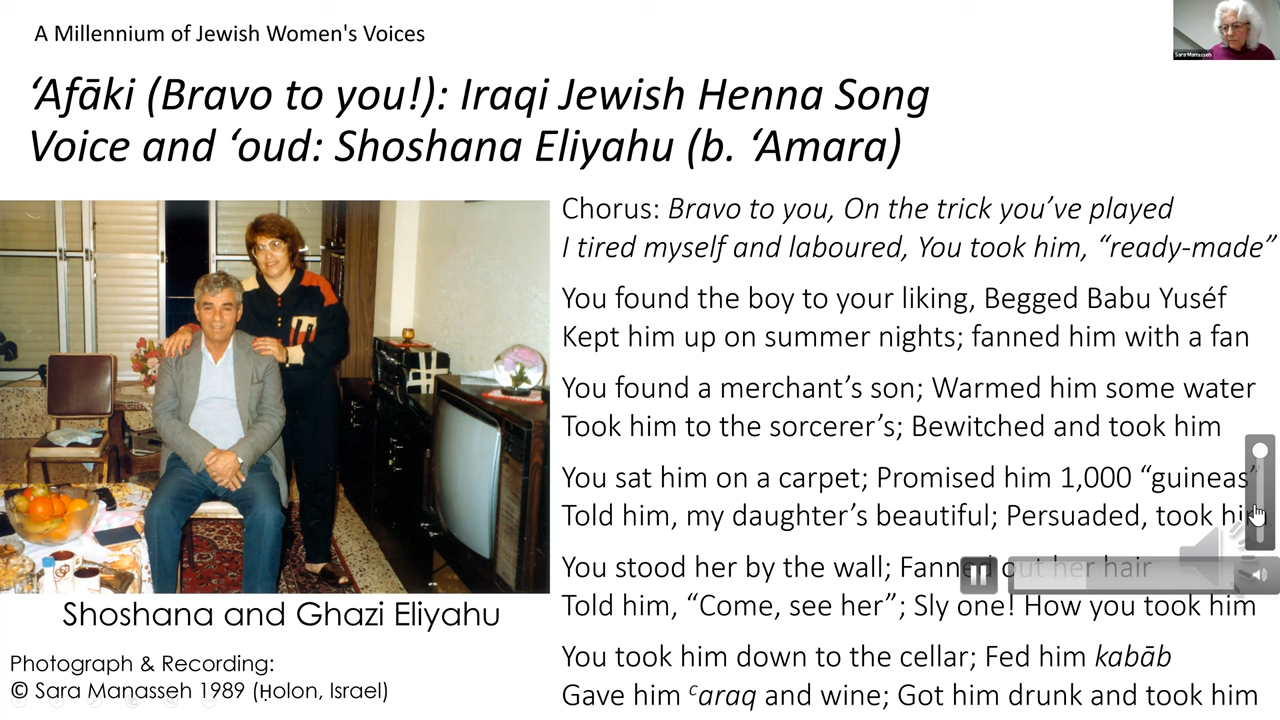 A Millennium of Jewish Women's Voices
Sara Manasseh
‘Afāki (Bravo to you!): Iraqi Jewish Henna Song
Voice and ‘oud: Shoshana Eliyahu (b. ‘Amara)
Chorus: Bravo to you, On the trick you’ve played
I tired myself and laboured, You took him, “ready-made”
You found the boy to your liking, Begged Babu Yuséf
Kept him up on summer nights; fanned him with a fan
You found a merchant’s son; Warmed him some water
Took him to the sorcerer’s; Bewitched and took him
You sat him on a carpet; Promised him 1,000 “guineas”
Told him, my daughter’s beautiful; Persuaded, took him
You stood her by the wall; Fanned out her hair
Told him, “Come, see her”; Sly one! How you took him
You took him down to the cellar; Fed him kabāb
Gave him ᶜaraq and wine; Got him drunk and took him
Shoshana and Ghazi Eliyahu
Photograph & Recording:
© Sara Manasseh 1989 (Ḥolon, Israel)